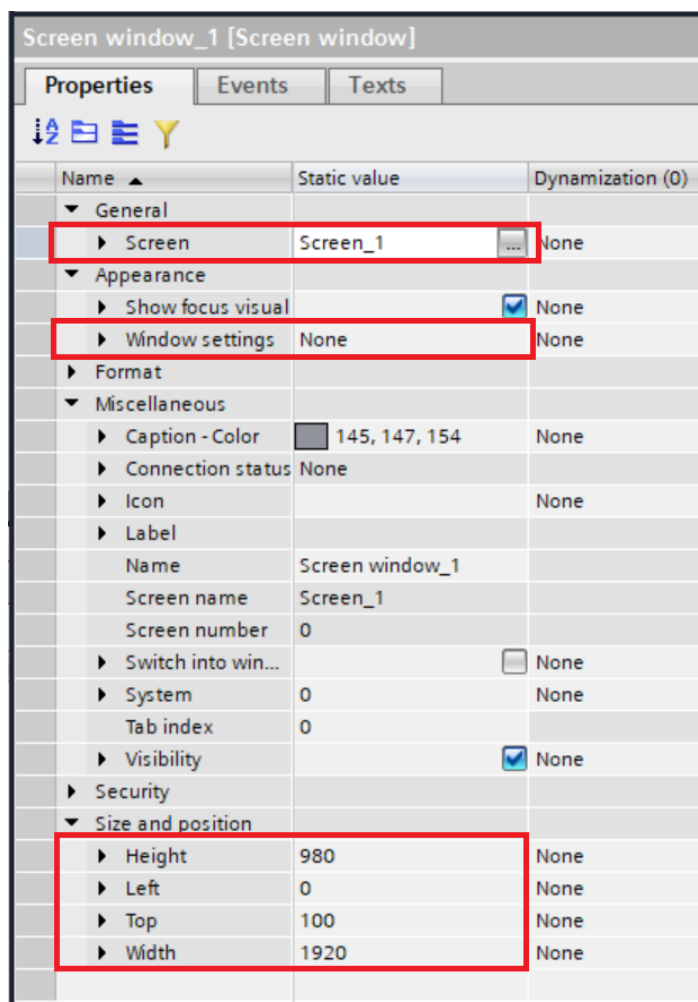 Screen window_1 [Screen window]
Properties Events Texts
Name Static value Dynamization (0)
General
Screen Screen_1 ... None
Appearance
Show focus visual None
Window settings None None
Format
Miscellaneous
Caption - Color 145, 147, 154 None
Connection status None
Icon None
Label
Name Screen window_1
Screen name Screen_1
Screen number 0
Switch into win... None
System 0 None
Tab index 0
Visibility None
Security
Size and position
Height 980 None
Left 0 None
Top 100 None
Width 1920 None